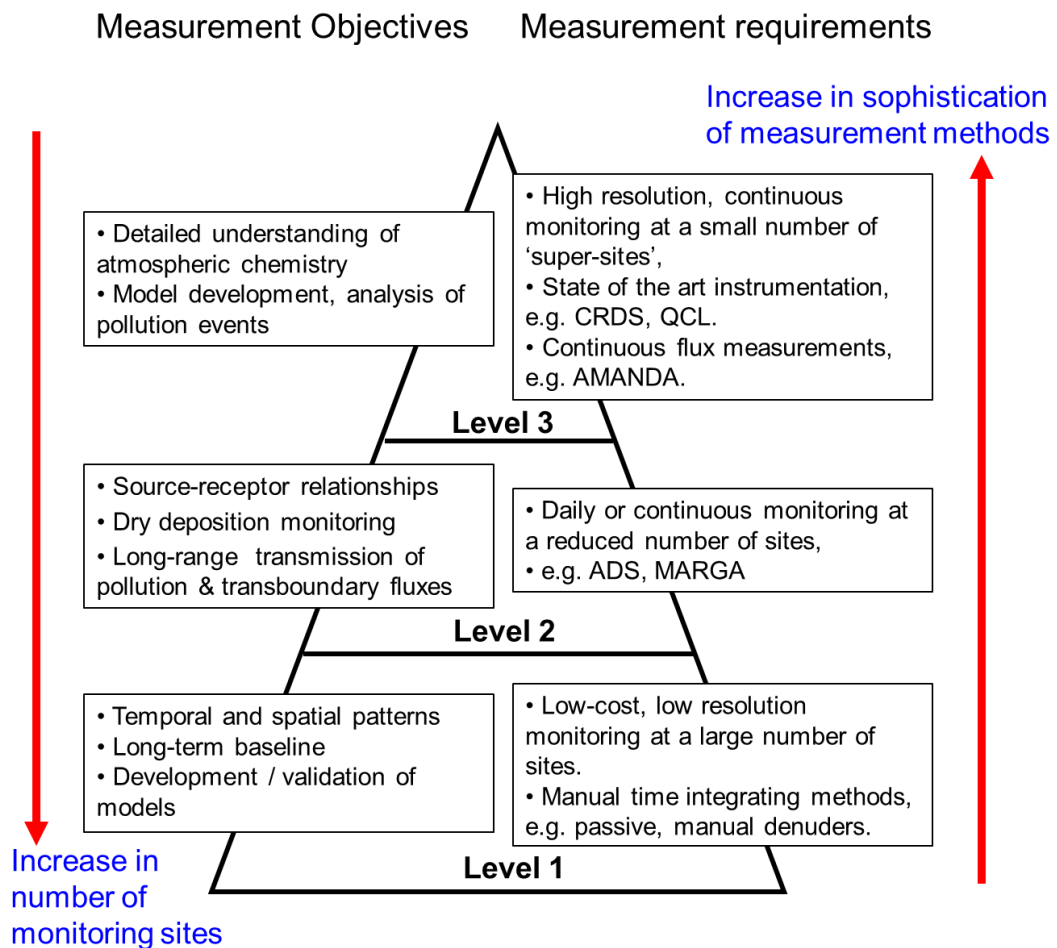 Measurement Objectives
Measurement requirements
Increase in sophistication
of measurement methods
• Detailed understanding of
atmospheric chemistry
• Model development, analysis of
pollution events
• High resolution, continuous
monitoring at a small number of
‘super-sites’,
• State of the art instrumentation,
e.g. CRDS, QCL.
• Continuous flux measurements,
e.g. AMANDA.
Level 3
• Source-receptor relationships
• Dry deposition monitoring
• Long-range transmission of
pollution & transboundary fluxes
• Daily or continuous monitoring at
a reduced number of sites,
• e.g. ADS, MARGA
Level 2
• Temporal and spatial patterns
• Long-term baseline
• Development / validation of
models
• Low-cost, low resolution
monitoring at a large number of
sites.
• Manual time integrating methods,
e.g. passive, manual denuders.
Level 1
Increase in
number of
monitoring sites